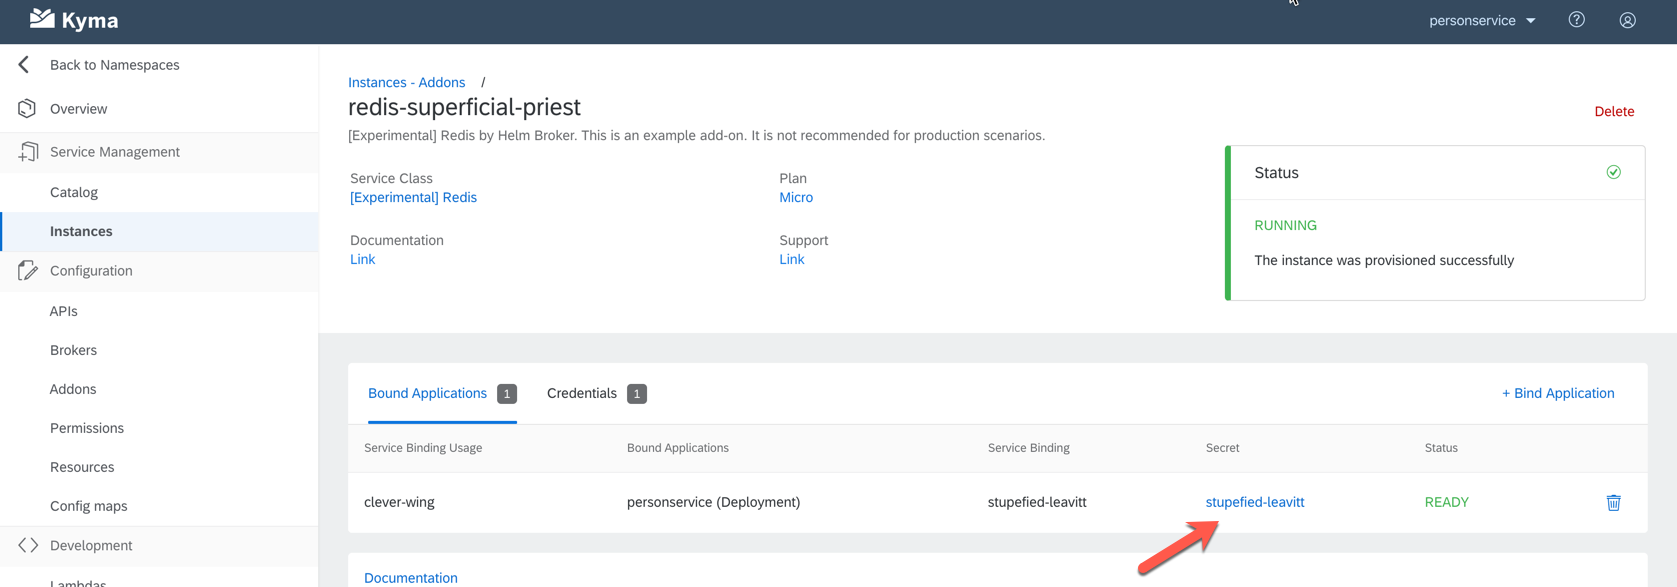 Kyma
personservice
Back to Namespaces
Overview
Service Management
Catalog
Instances
Configuration
APIs
Brokers
Addons
Permissions
Resources
Config maps
Development
Lambdas
Instances - Addons /
redis-superficial-priest
Delete
[Experimental] Redis by Helm Broker. This is an example add-on. It is not recommended for production scenarios.
Service Class
[Experimental] Redis
Plan
Micro
Documentation
Link
Support
Link
Status
RUNNING
The instance was provisioned successfully
Bound Applications 1 Credentials 1 + Bind Application
Service Binding Usage Bound Applications Service Binding Secret Status
clever-wing personservice (Deployment) stupefied-leavitt stupefied-leavitt READY
Documentation